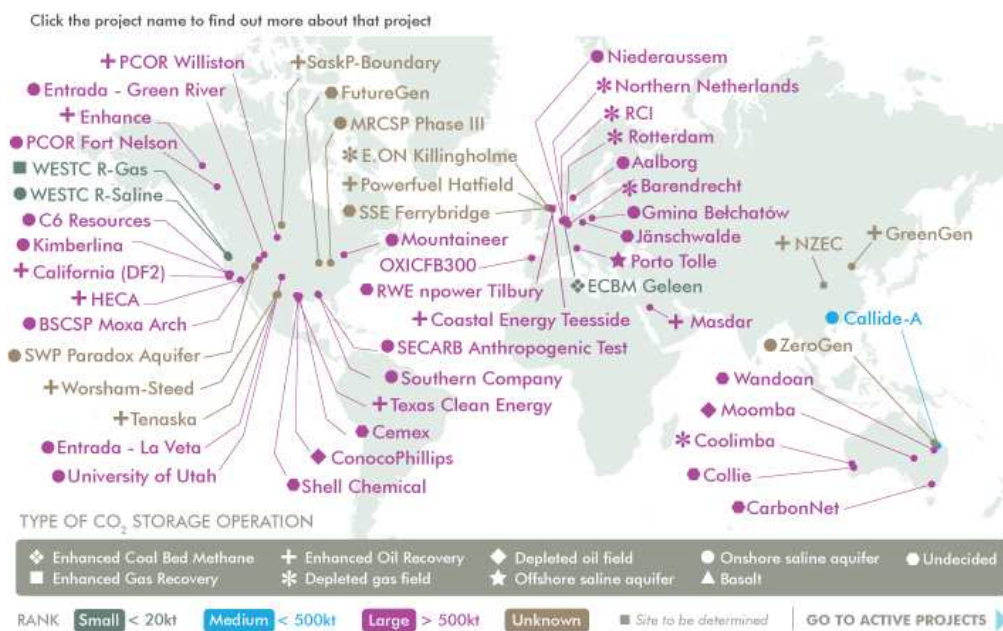 Click the project name to find out more about that project
PCOR Williston
Entrada - Green River
Enhance
PCOR Fort Nelson
WESTC R-Gas
WESTC R-Saline
C6 Resources
Kimberlina
California (DF2)
HECA
BSCSP Moxa Arch
SWP Paradox Aquifer
Worsham-Steed
Tenaska
Entrada - La Veta
University of Utah
SaskP-Boundary
FutureGen
MRCSP Phase III
E.ON Killingholme
Powerfuel Hatfield
SSE Ferrybridge
Mountaineer
OXICFB300
RWE npower Tilbury
Coastal Energy Teesside
SECARB Anthropogenic Test
Southern Company
Texas Clean Energy
Cemex
ConocoPhillips
Shell Chemical
Niederaussem
Northern Netherlands
RCI
Rotterdam
Aalborg
Barendrecht
Gmina Bełchatów
Jänschwalde
Porto Tolle
ECBM Geleen
Masdar
NZEC
GreenGen
Callide-A
ZeroGen
Wandoan
Moomba
Coolimba
Collie
CarbonNet
TYPE OF CO₂ STORAGE OPERATION
Enhanced Coal Bed Methane
Enhanced Oil Recovery
Depleted oil field
Onshore saline aquifer
Undecided
Enhanced Gas Recovery
Depleted gas field
Offshore saline aquifer
Basalt
RANK Small < 20kt Medium < 500kt Large > 500kt Unknown Site to be determined GO TO ACTIVE PROJECTS